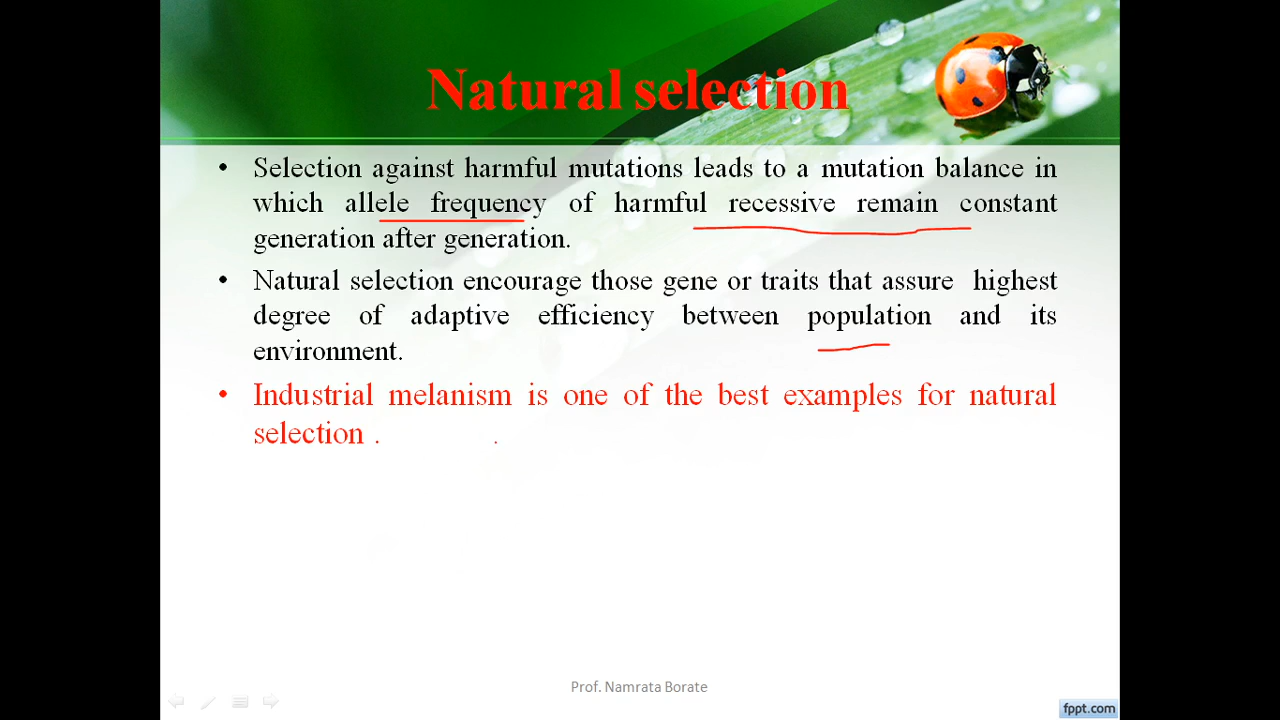 Natural selection
• Selection against harmful mutations leads to a mutation balance in
which allele frequency of harmful recessive remain constant
generation after generation.
• Natural selection encourage those gene or traits that assure highest
degree of adaptive efficiency between population and its
environment.
• Industrial melanism is one of the best examples for natural
selection .
Prof. Namrata Borate
fppt.com